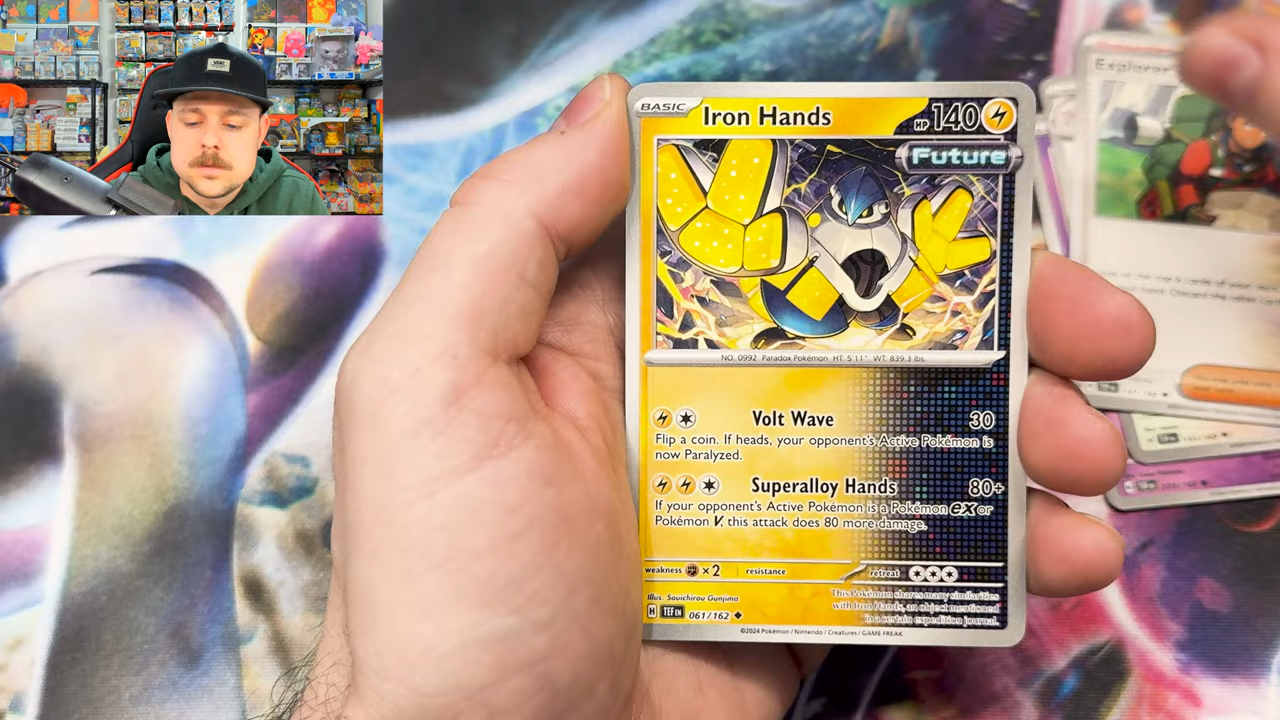 VANS
BASIC
Iron Hands
HP 140
Future
NO. 0992 Paradox Pokémon HT: 5'11" WT: 839.3 lbs.
Volt Wave 30
Flip a coin. If heads, your opponent's Active Pokémon is
now Paralyzed.
Superalloy Hands 80+
If your opponent's Active Pokémon is a Pokémon ex or
Pokémon V, this attack does 80 more damage.
weakness ×2 resistance
retreat
Illus. Souichirou Gunjima
H TEF EN 061/162
This Pokémon shares many similarities
with Iron Hands, an object mentioned
in a certain expedition journal.
©2024 Pokémon / Nintendo / Creatures / GAME FREAK
Explorer